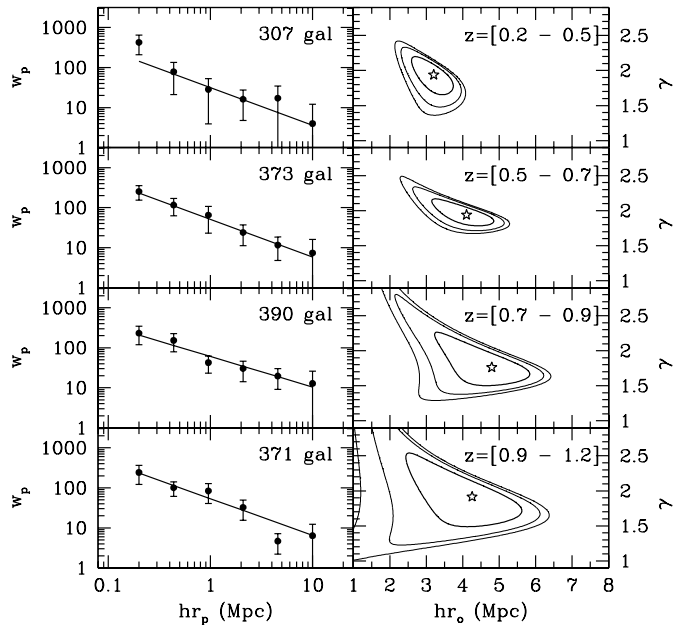 307 gal
z=[0.2 - 0.5]
1000
100
10
w_p
2.5
2
1.5
1
γ
373 gal
z=[0.5 - 0.7]
1000
100
10
w_p
2.5
2
1.5
1
γ
390 gal
z=[0.7 - 0.9]
1000
100
10
w_p
2.5
2
1.5
1
γ
371 gal
z=[0.9 - 1.2]
1000
100
10
w_p
2.5
2
1.5
1
γ
0.1 1 10 1 2 3 4 5 6 7 8
hr_p (Mpc) hr_o (Mpc)